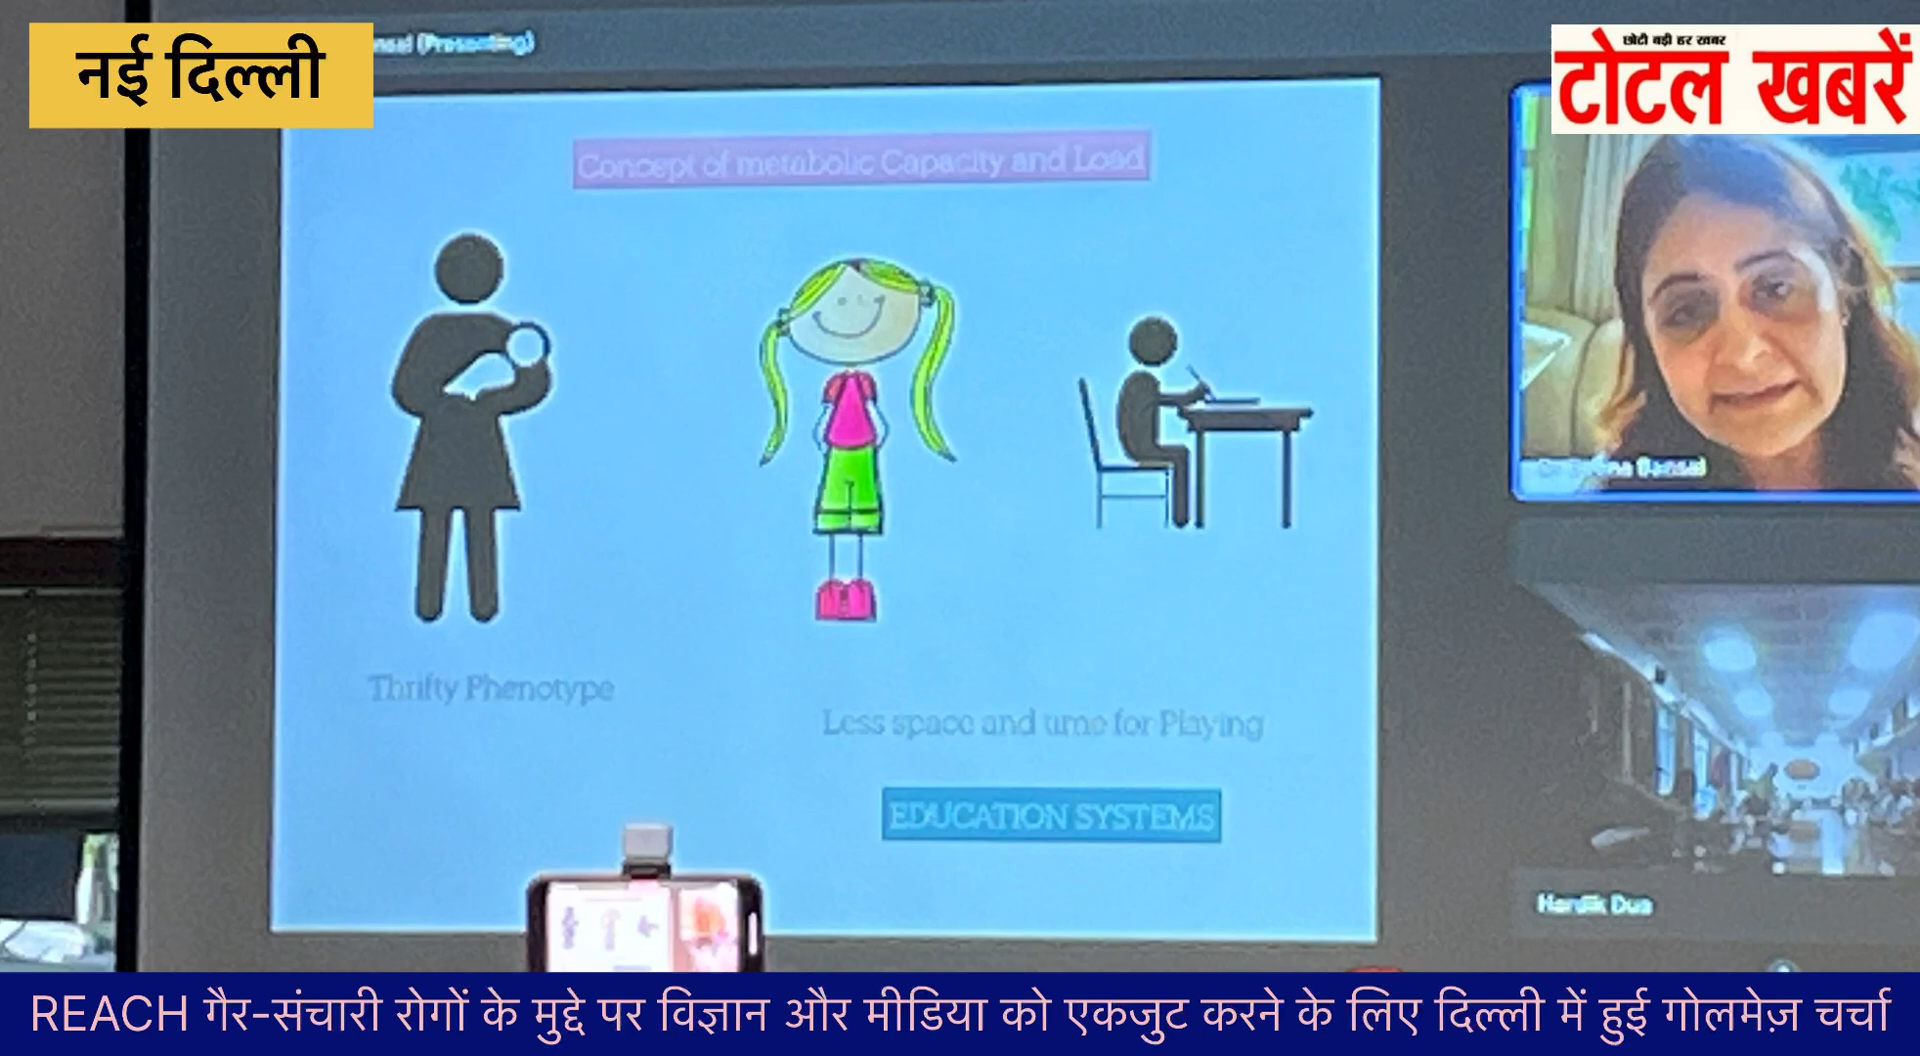 नई दिल्ली
(Presenting)
छोटी बड़ी हर खबर
टोटल खबरें
Concept of metabolic Capacity and Load
Thrifty Phenotype
Less space and time for Playing
EDUCATION SYSTEMS
Hardik Dua
REACH गैर-संचारी रोगों के मुद्दे पर विज्ञान और मीडिया को एकजुट करने के लिए दिल्ली में हुई गोलमेज़ चर्चा